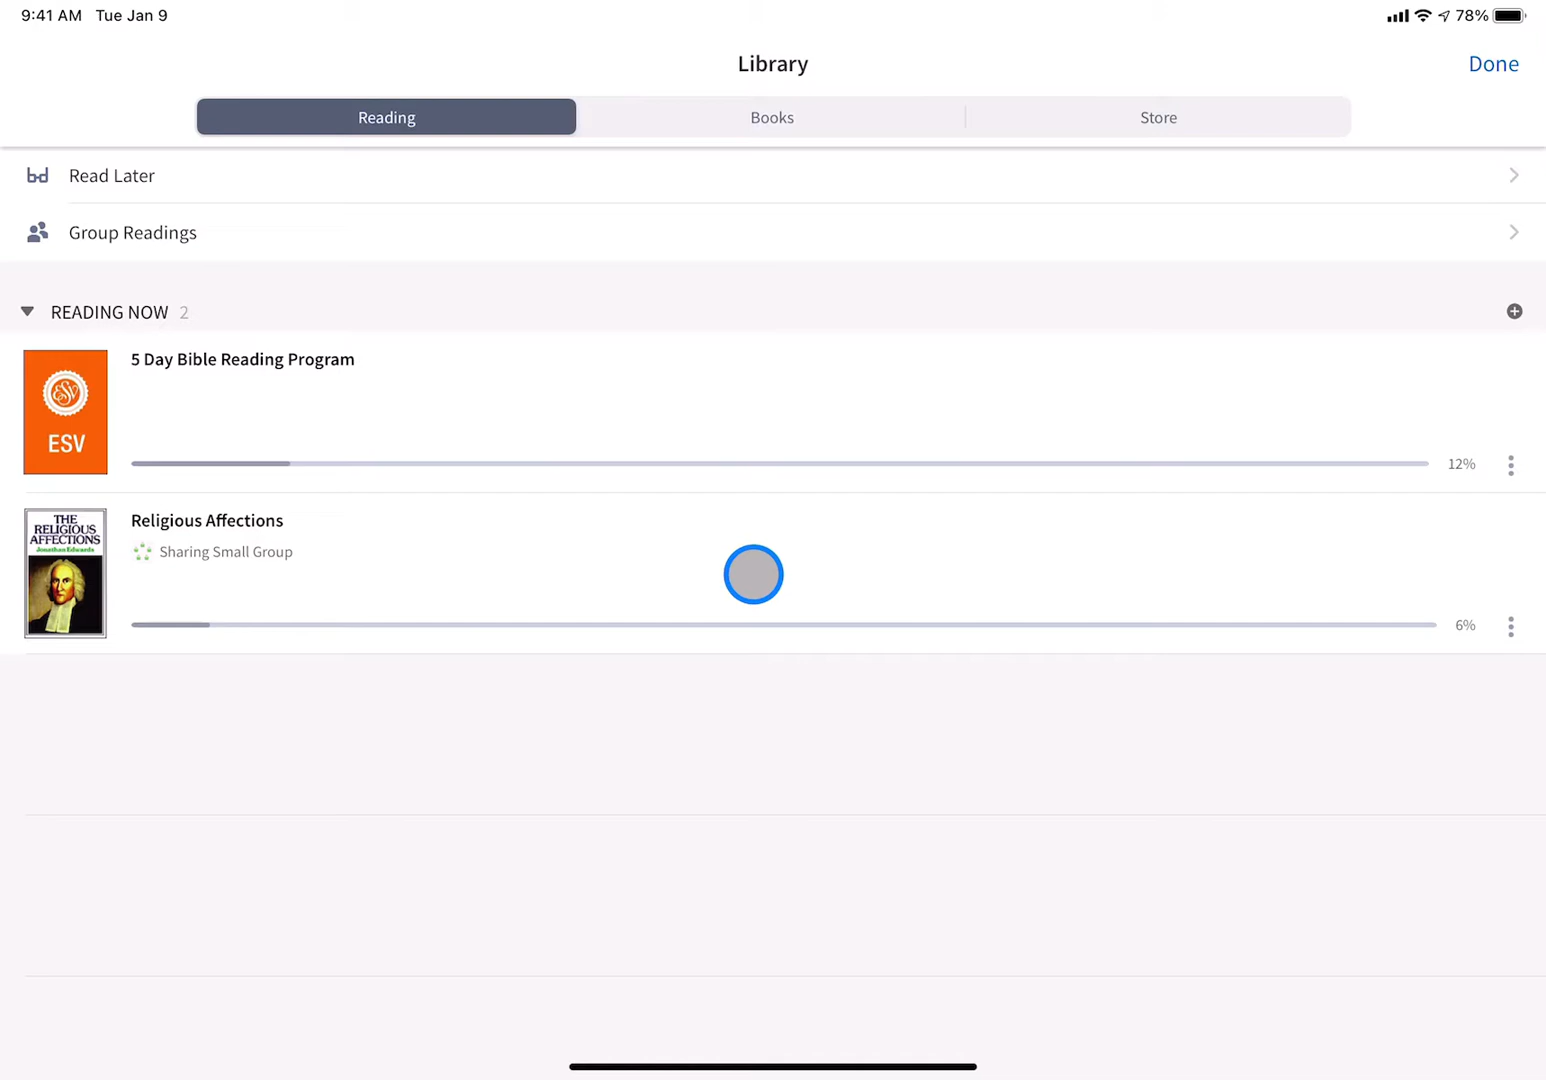 9:41 AM Tue Jan 9 78%
Library
Done
Reading Books Store
Read Later
Group Readings
READING NOW 2
ESV
ESV
5 Day Bible Reading Program
12%
THE
RELIGIOUS
AFFECTIONS
Jonathan Edwards
Religious Affections
Sharing Small Group
6%